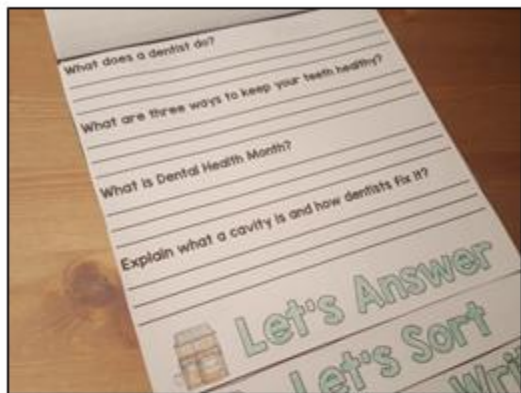 What does a dentist do?
What are three ways to keep your teeth healthy?
What is Dental Health Month?
Explain what a cavity is and how dentists fix it?
Let's Answer
Let's Sort